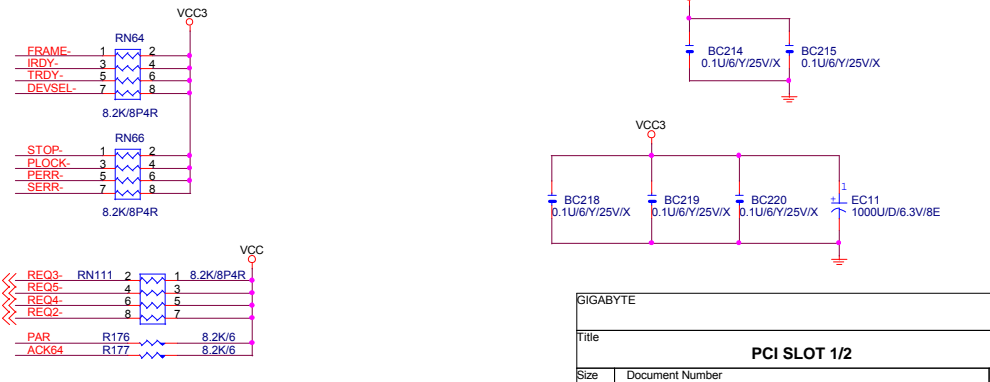 VCC3
RN64
FRAME- 1 2
IRDY- 3 4
TRDY- 5 6
DEVSEL- 7 8
8.2K/8P4R
RN66
STOP- 1 2
PLOCK- 3 4
PERR- 5 6
SERR- 7 8
8.2K/8P4R
VCC
REQ3- RN111 2 1 8.2K/8P4R
REQ5- 4 3
REQ4- 6 5
REQ2- 8 7
PAR R176 8.2K/6
ACK64 R177 8.2K/6
BC214 BC215
0.1U/6/Y/25V/X 0.1U/6/Y/25V/X
VCC3
1
BC218 BC219 BC220 + EC11
0.1U/6/Y/25V/X 0.1U/6/Y/25V/X 0.1U/6/Y/25V/X 1000U/D/6.3V/8E
GIGABYTE
Title
PCI SLOT 1/2
Size Document Number